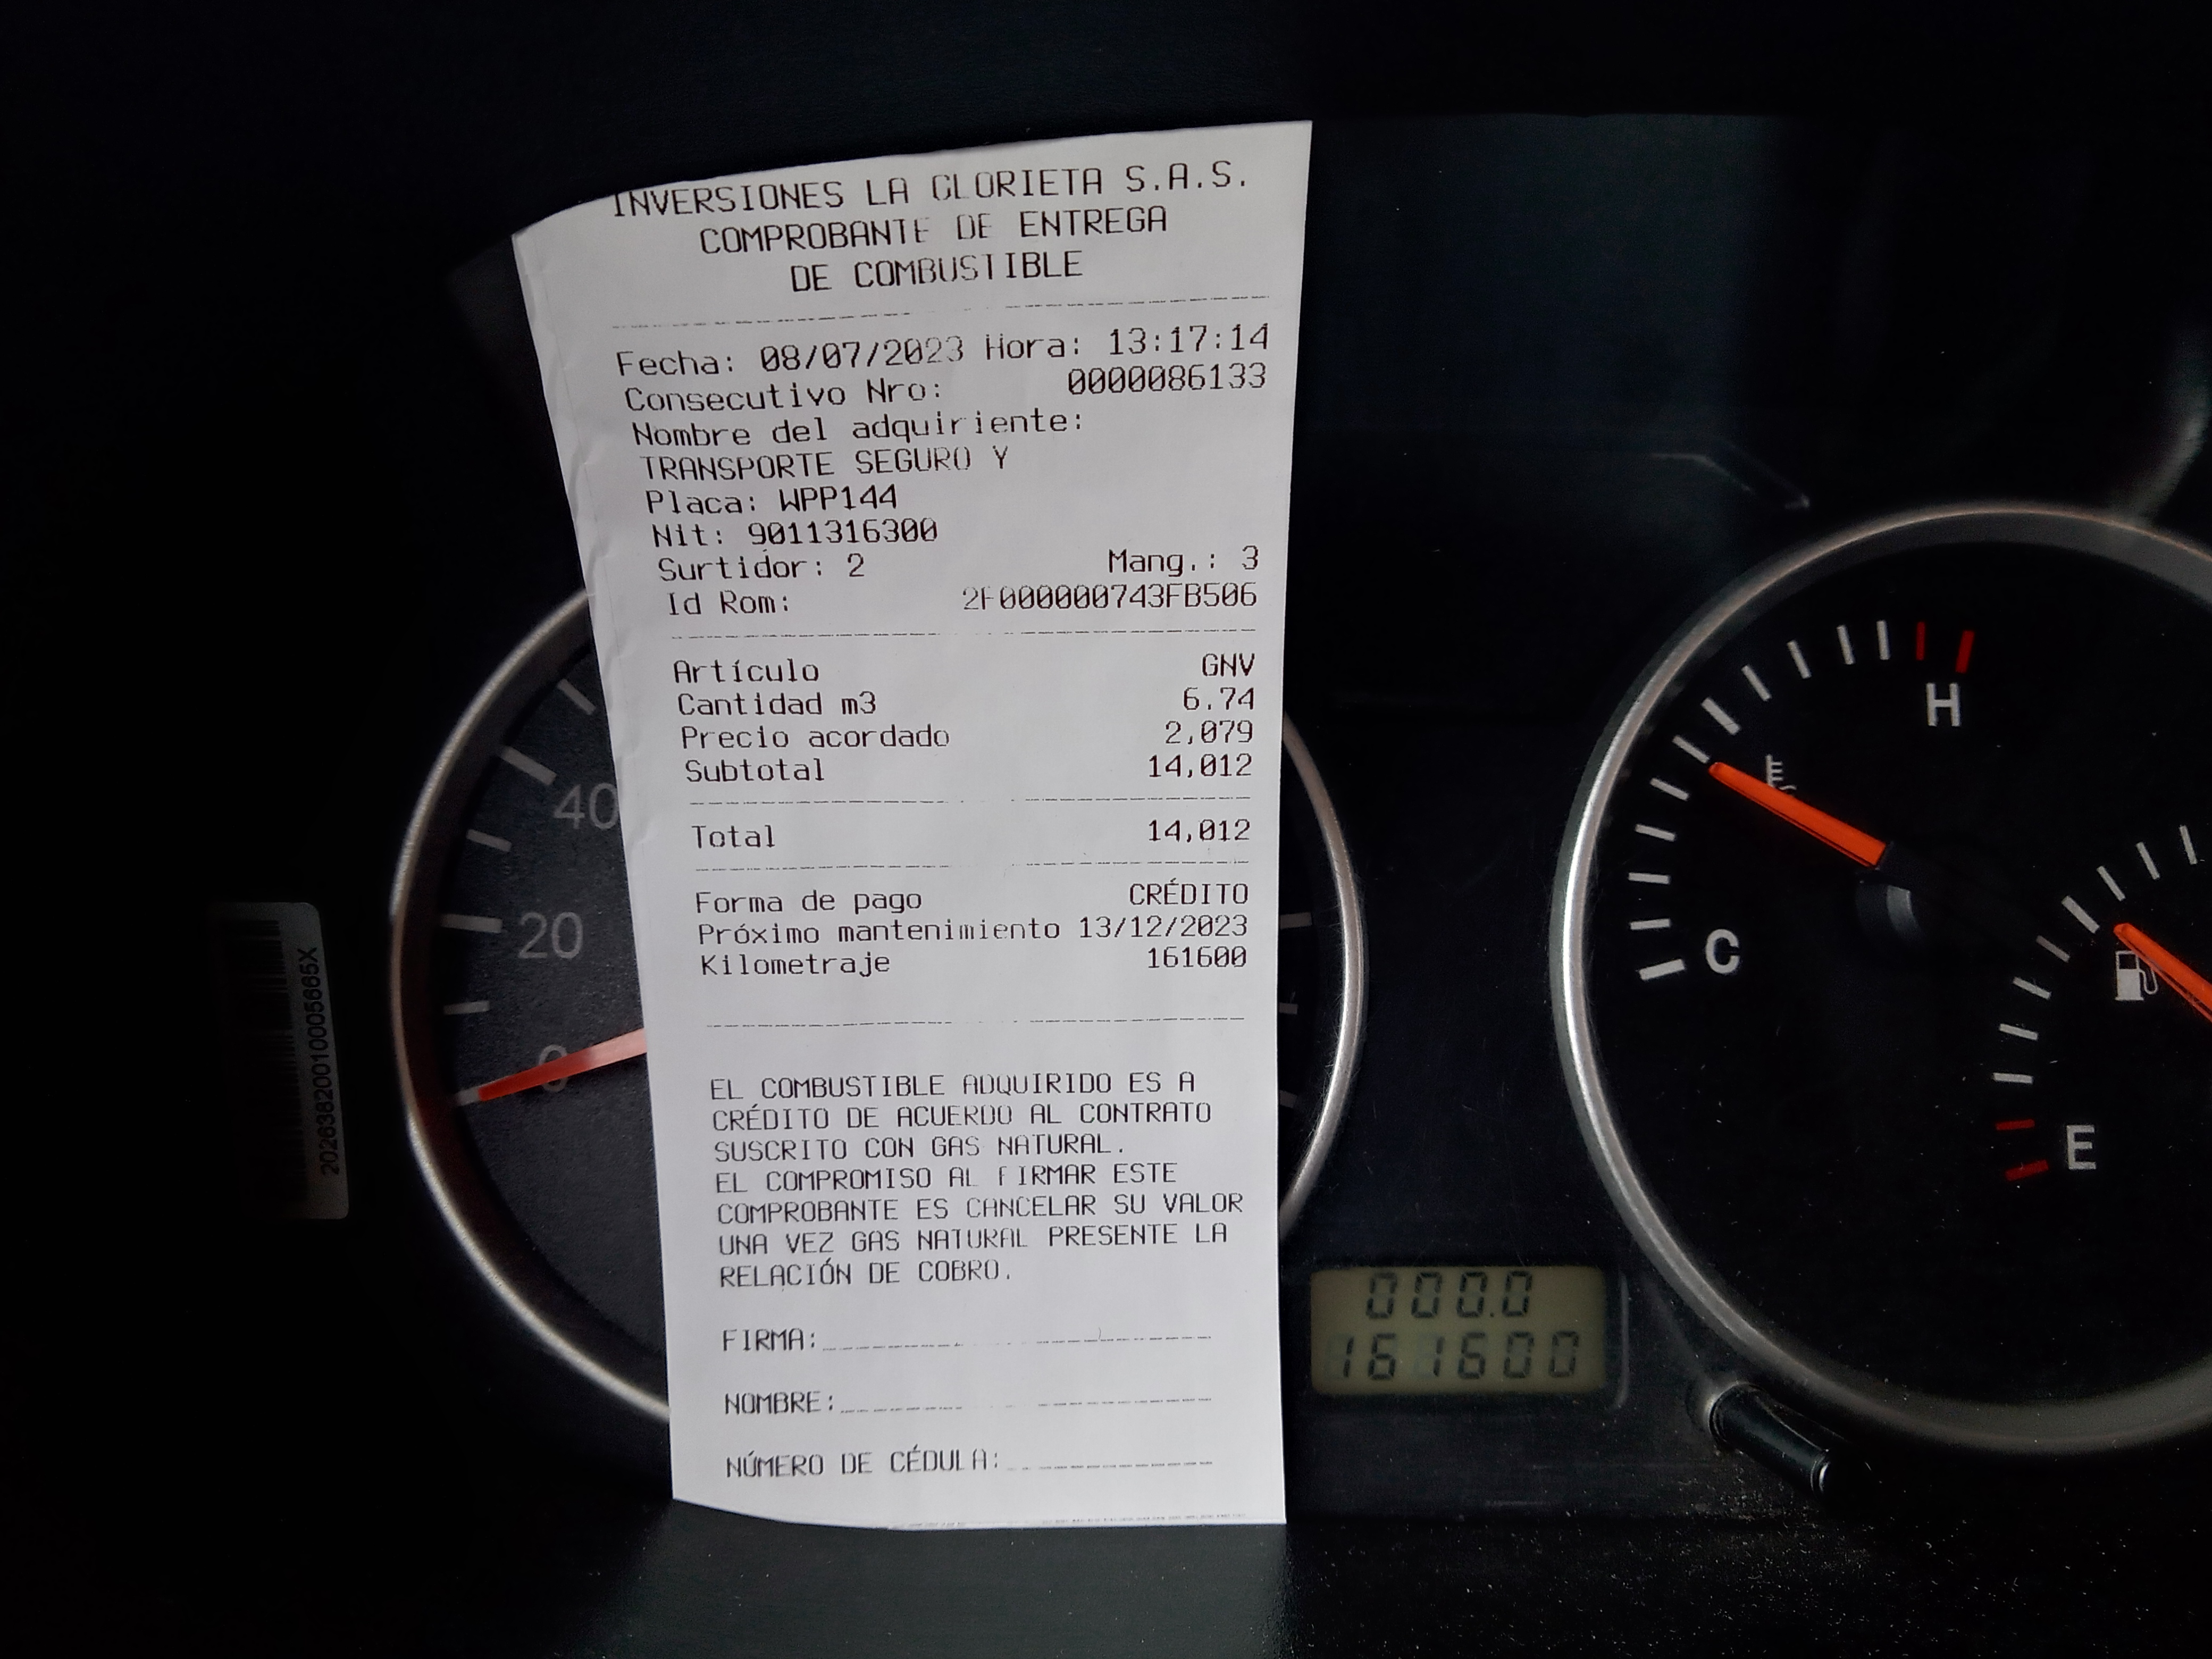 INVERSIONES LA GLORIETA S.A.S.
COMPROBANTE DE ENTREGA
DE COMBUSTIBLE
Fecha: 08/07/2023 Hora: 13:17:14
Consecutivo Nro: 0000086133
Nombre del adquiriente:
TRANSPORTE SEGURO Y
Placa: WPP144
Nit: 9011316300
Surtidor: 2 Mang.: 3
Id Rom: 2F000000743FB506
Artículo GNV
Cantidad m3 6.74
Precio acordado 2,079
Subtotal 14,012
Total 14,012
Forma de pago CRÉDITO
Próximo mantenimiento 13/12/2023
Kilometraje 161600
EL COMBUSTIBLE ADQUIRIDO ES A
CRÉDITO DE ACUERDO AL CONTRATO
SUSCRITO CON GAS NATURAL.
EL COMPROMISO AL FIRMAR ESTE
COMPROBANTE ES CANCELAR SU VALOR
UNA VEZ GAS NATURAL PRESENTE LA
RELACIÓN DE COBRO.
FIRMA:
NOMBRE:
NÚMERO DE CÉDULA:
40
20
0
H
C
E
000.0
161600